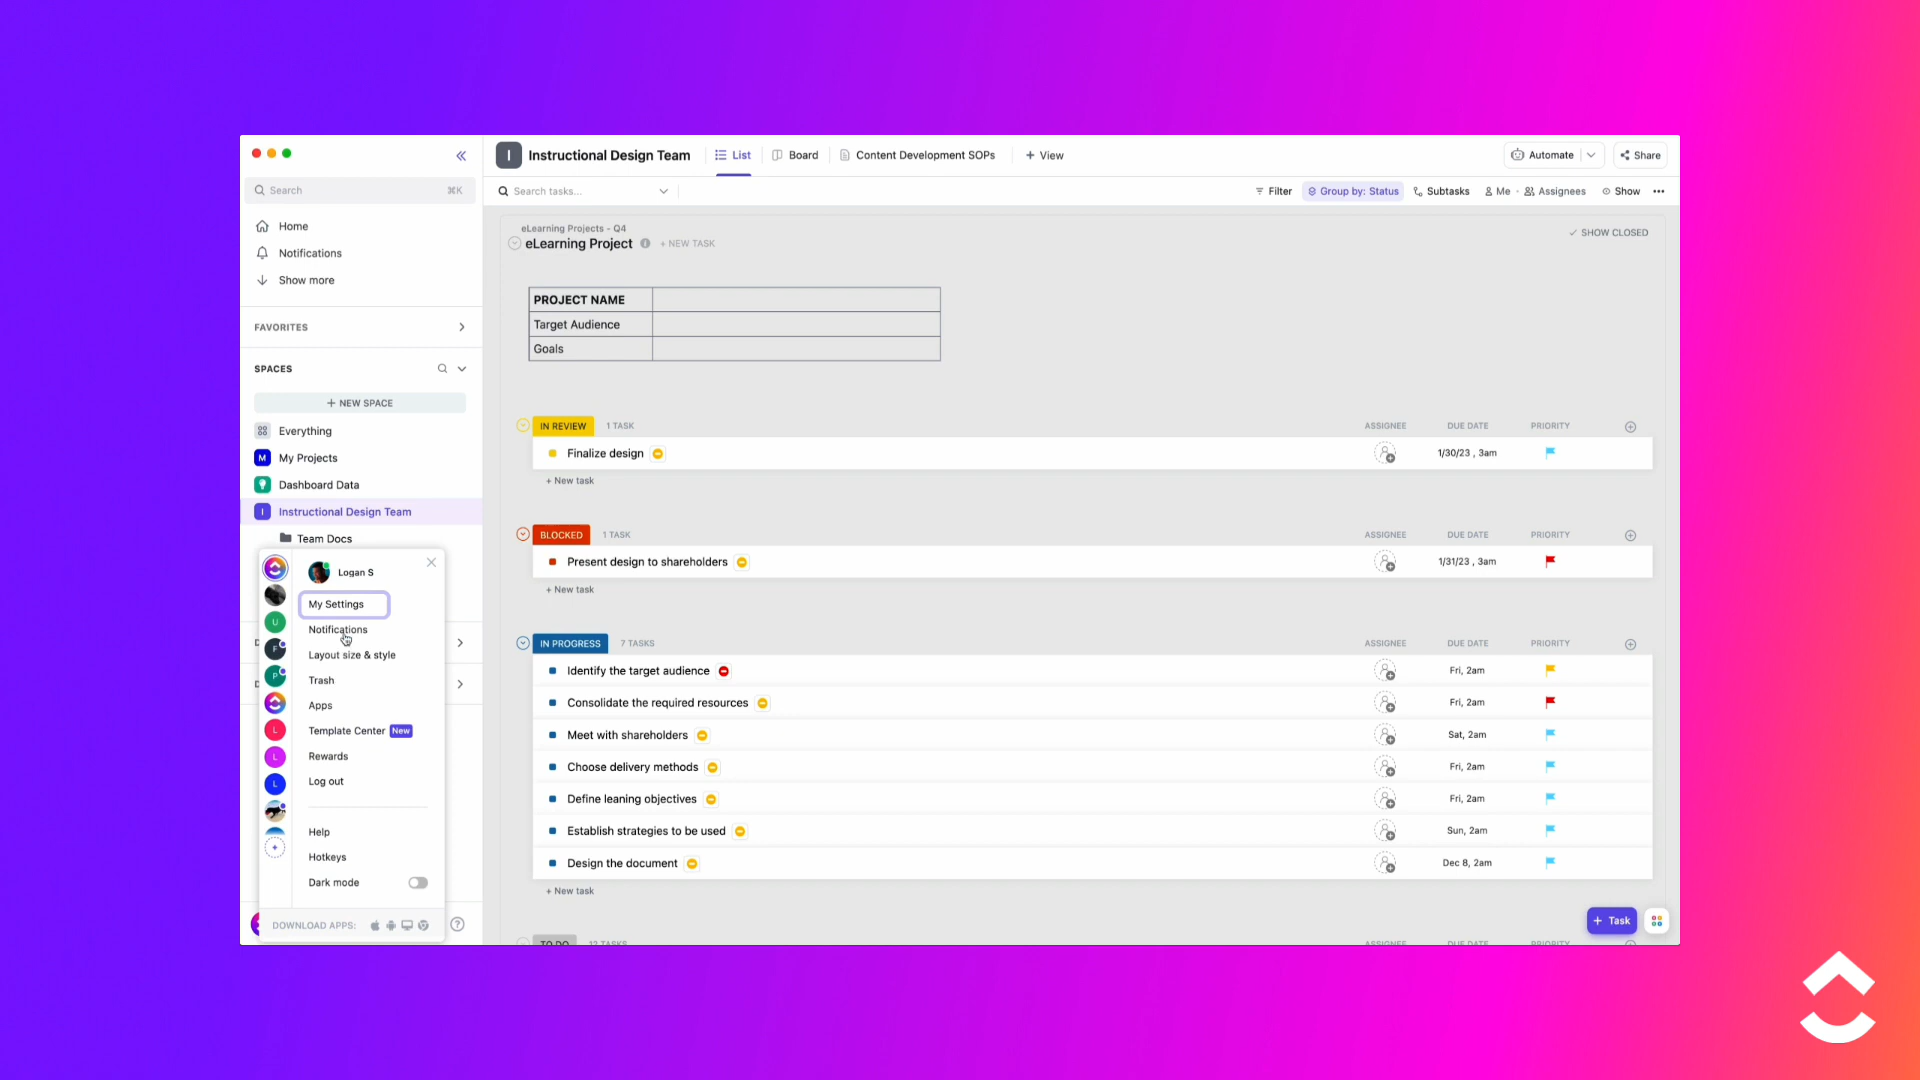 Search
⌘K
Home
Notifications
Show more
FAVORITES
SPACES
+ NEW SPACE
Everything
M My Projects
Dashboard Data
I Instructional Design Team
Team Docs
Logan S
My Settings
Notifications
Layout size & style
Trash
Apps
Template Center New
Rewards
Log out
Help
Hotkeys
Dark mode
DOWNLOAD APPS:
U
F
P
L
L
L
I Instructional Design Team
List
Board
Content Development SOPs
+ View
Automate
Share
Search tasks...
Filter
Group by: Status
Subtasks
Me · Assignees
Show
eLearning Projects - Q4
eLearning Project + NEW TASK
SHOW CLOSED
PROJECT NAME
Target Audience
Goals
IN REVIEW 1 TASK ASSIGNEE DUE DATE PRIORITY
Finalize design 1/30/23 , 3am
+ New task
BLOCKED 1 TASK ASSIGNEE DUE DATE PRIORITY
Present design to shareholders 1/31/23 , 3am
+ New task
IN PROGRESS 7 TASKS ASSIGNEE DUE DATE PRIORITY
Identify the target audience Fri, 2am
Consolidate the required resources Fri, 2am
Meet with shareholders Sat, 2am
Choose delivery methods Fri, 2am
Define leaning objectives Fri, 2am
Establish strategies to be used Sun, 2am
Design the document Dec 8, 2am
+ New task
TO DO 12 TASKS ASSIGNEE DUE DATE PRIORITY
+ Task